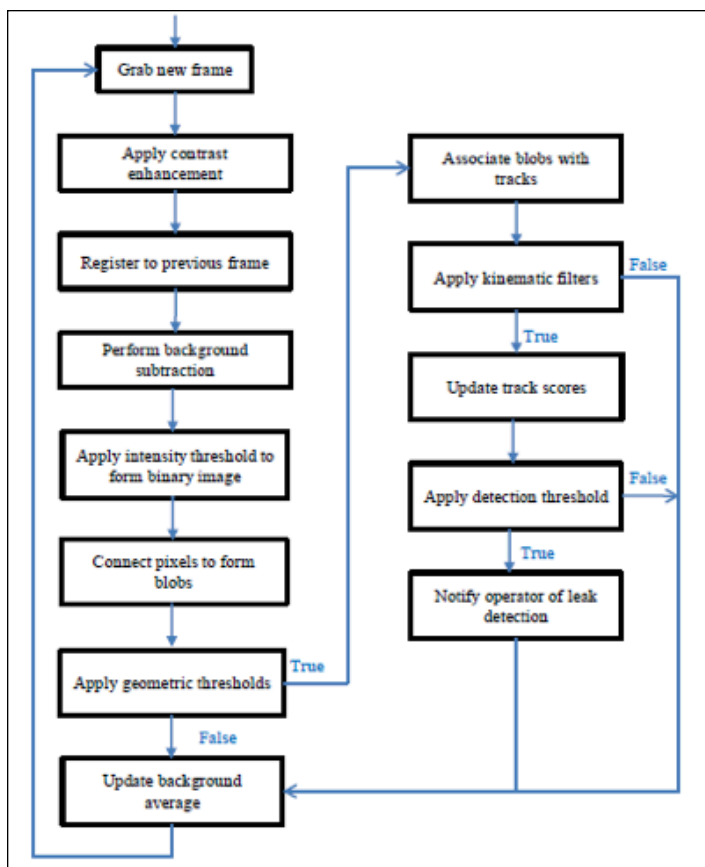 Grab new frame
Apply contrast
enhancement
Register to previous frame
Perform background
subtraction
Apply intensity threshold to
form binary image
Connect pixels to form
blobs
Apply geometric thresholds
True
False
Update background
average
Associate blobs with
tracks
Apply kinematic filters
False
True
Update track scores
Apply detection threshold
False
True
Notify operator of leak
detection